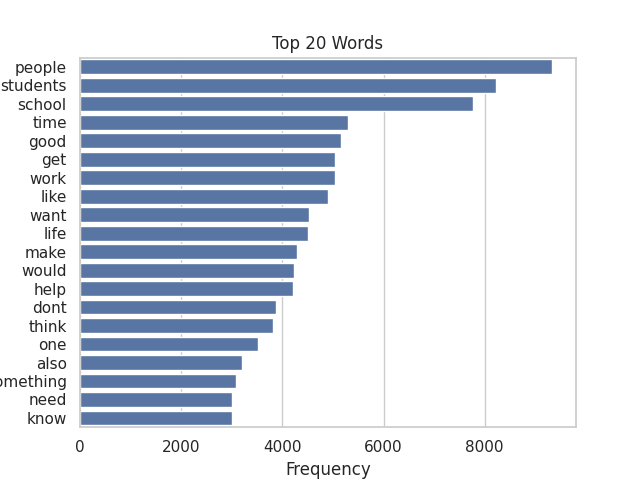 Top 20 Words
people
students
school
time
good
get
work
like
want
life
make
would
help
dont
think
one
also
omething
need
know
0 2000 4000 6000 8000
Frequency